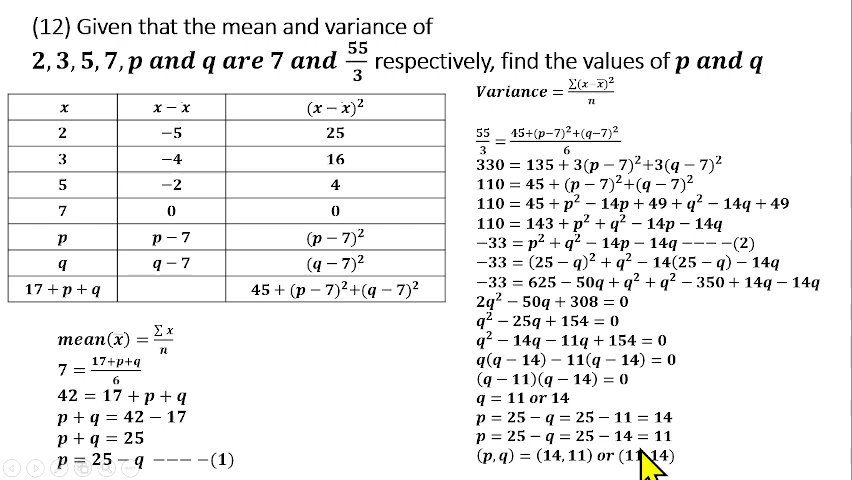 (12) Given that the mean and variance of
2, 3, 5, 7, p and q are 7 and 55/3 respectively, find the values of p and q
x x − x (x − x)²
2 −5 25
3 −4 16
5 −2 4
7 0 0
p p − 7 (p − 7)²
q q − 7 (q − 7)²
17 + p + q 45 + (p − 7)²+(q − 7)²
mean(x̅) = ∑ x/n
7 = 17+p+q/6
42 = 17 + p + q
p + q = 42 − 17
p + q = 25
p = 25 − q −−− −(1)
Variance = ∑(x−x̅)²/n
55/3 = 45+(p−7)²+(q−7)²/6
330 = 135 + 3(p − 7)²+3(q − 7)²
110 = 45 + (p − 7)²+(q − 7)²
110 = 45 + p² − 14p + 49 + q² − 14q + 49
110 = 143 + p² + q² − 14p − 14q
−33 = p² + q² − 14p − 14q −−− −(2)
−33 = (25 − q)² + q² − 14(25 − q) − 14q
−33 = 625 − 50q + q² + q² − 350 + 14q − 14q
2q² − 50q + 308 = 0
q² − 25q + 154 = 0
q² − 14q − 11q + 154 = 0
q(q − 14) − 11(q − 14) = 0
(q − 11)(q − 14) = 0
q = 11 or 14
p = 25 − q = 25 − 11 = 14
p = 25 − q = 25 − 14 = 11
(p, q) = (14, 11) or (11, 14)